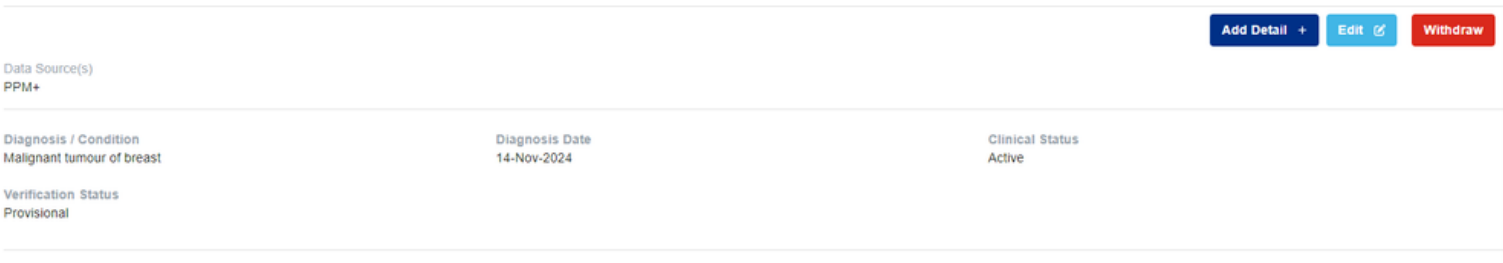 Add Detail + Edit Withdraw
Data Source(s)
PPM+
Diagnosis / Condition Diagnosis Date Clinical Status
Malignant tumour of breast 14-Nov-2024 Active
Verification Status
Provisional